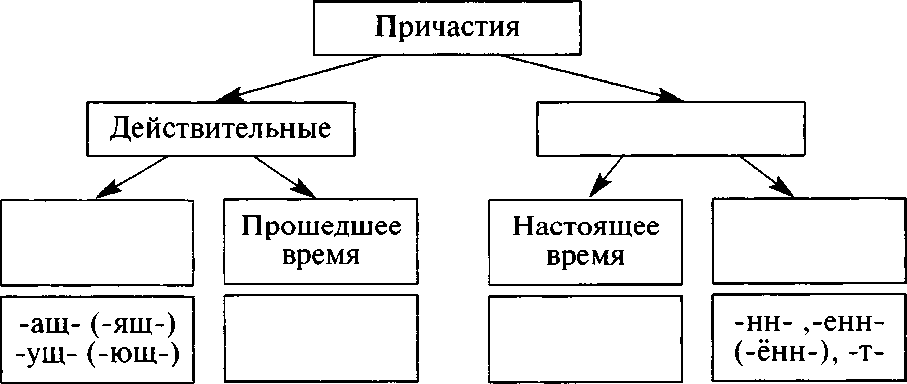 Причастия
Действительные
Прошедшее
время
Настоящее
время
-ащ- (-ящ-)
-ущ- (-ющ-)
-нн- ,-енн-
(-ённ-), -т-